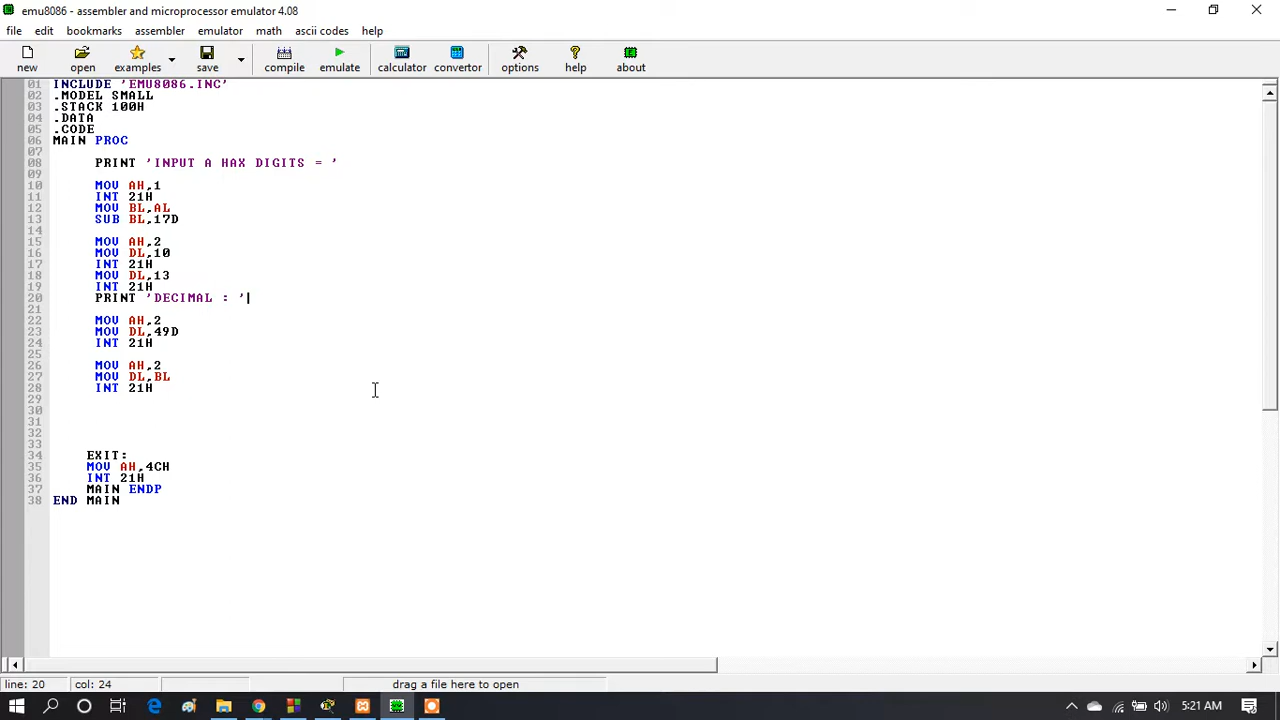 emu8086 - assembler and microprocessor emulator 4.08
file edit bookmarks assembler emulator math ascii codes help
new open examples save compile emulate calculator convertor options help about
01 INCLUDE 'EMU8086.INC'
02 .MODEL SMALL
03 .STACK 100H
04 .DATA
05 .CODE
06 MAIN PROC
07
08 PRINT 'INPUT A HAX DIGITS = '
09
10 MOV AH,1
11 INT 21H
12 MOV BL,AL
13 SUB BL,17D
14
15 MOV AH,2
16 MOV DL,10
17 INT 21H
18 MOV DL,13
19 INT 21H
20 PRINT 'DECIMAL : '
21
22 MOV AH,2
23 MOV DL,49D
24 INT 21H
25
26 MOV AH,2
27 MOV DL,BL
28 INT 21H
29
30
31
32
33
34 EXIT:
35 MOV AH,4CH
36 INT 21H
37 MAIN ENDP
38 END MAIN
line: 20 col: 24 drag a file here to open
5:21 AM